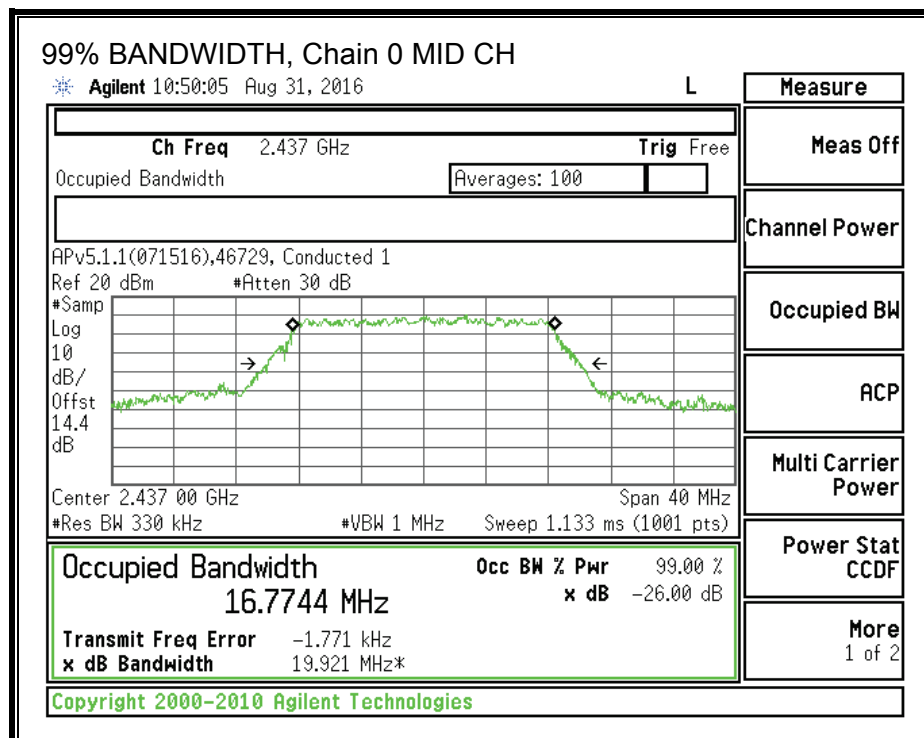 99% BANDWIDTH, Chain 0 MID CH
Agilent 10:50:05 Aug 31, 2016 L
Measure
Ch Freq 2.437 GHz Trig Free
Meas Off
Occupied Bandwidth Averages: 100
Channel Power
APv5.1.1(071516),46729, Conducted 1
Ref 20 dBm #Atten 30 dB
#Samp
Log
10
dB/
Offst
14.4
dB
Occupied BW
ACP
Multi Carrier
Power
Center 2.437 00 GHz Span 40 MHz
#Res BW 330 kHz #VBW 1 MHz Sweep 1.133 ms (1001 pts)
Power Stat
CCDF
Occupied Bandwidth Occ BW % Pwr 99.00 %
16.7744 MHz x dB -26.00 dB
Transmit Freq Error -1.771 kHz
x dB Bandwidth 19.921 MHz*
More
1 of 2
Copyright 2000-2010 Agilent Technologies